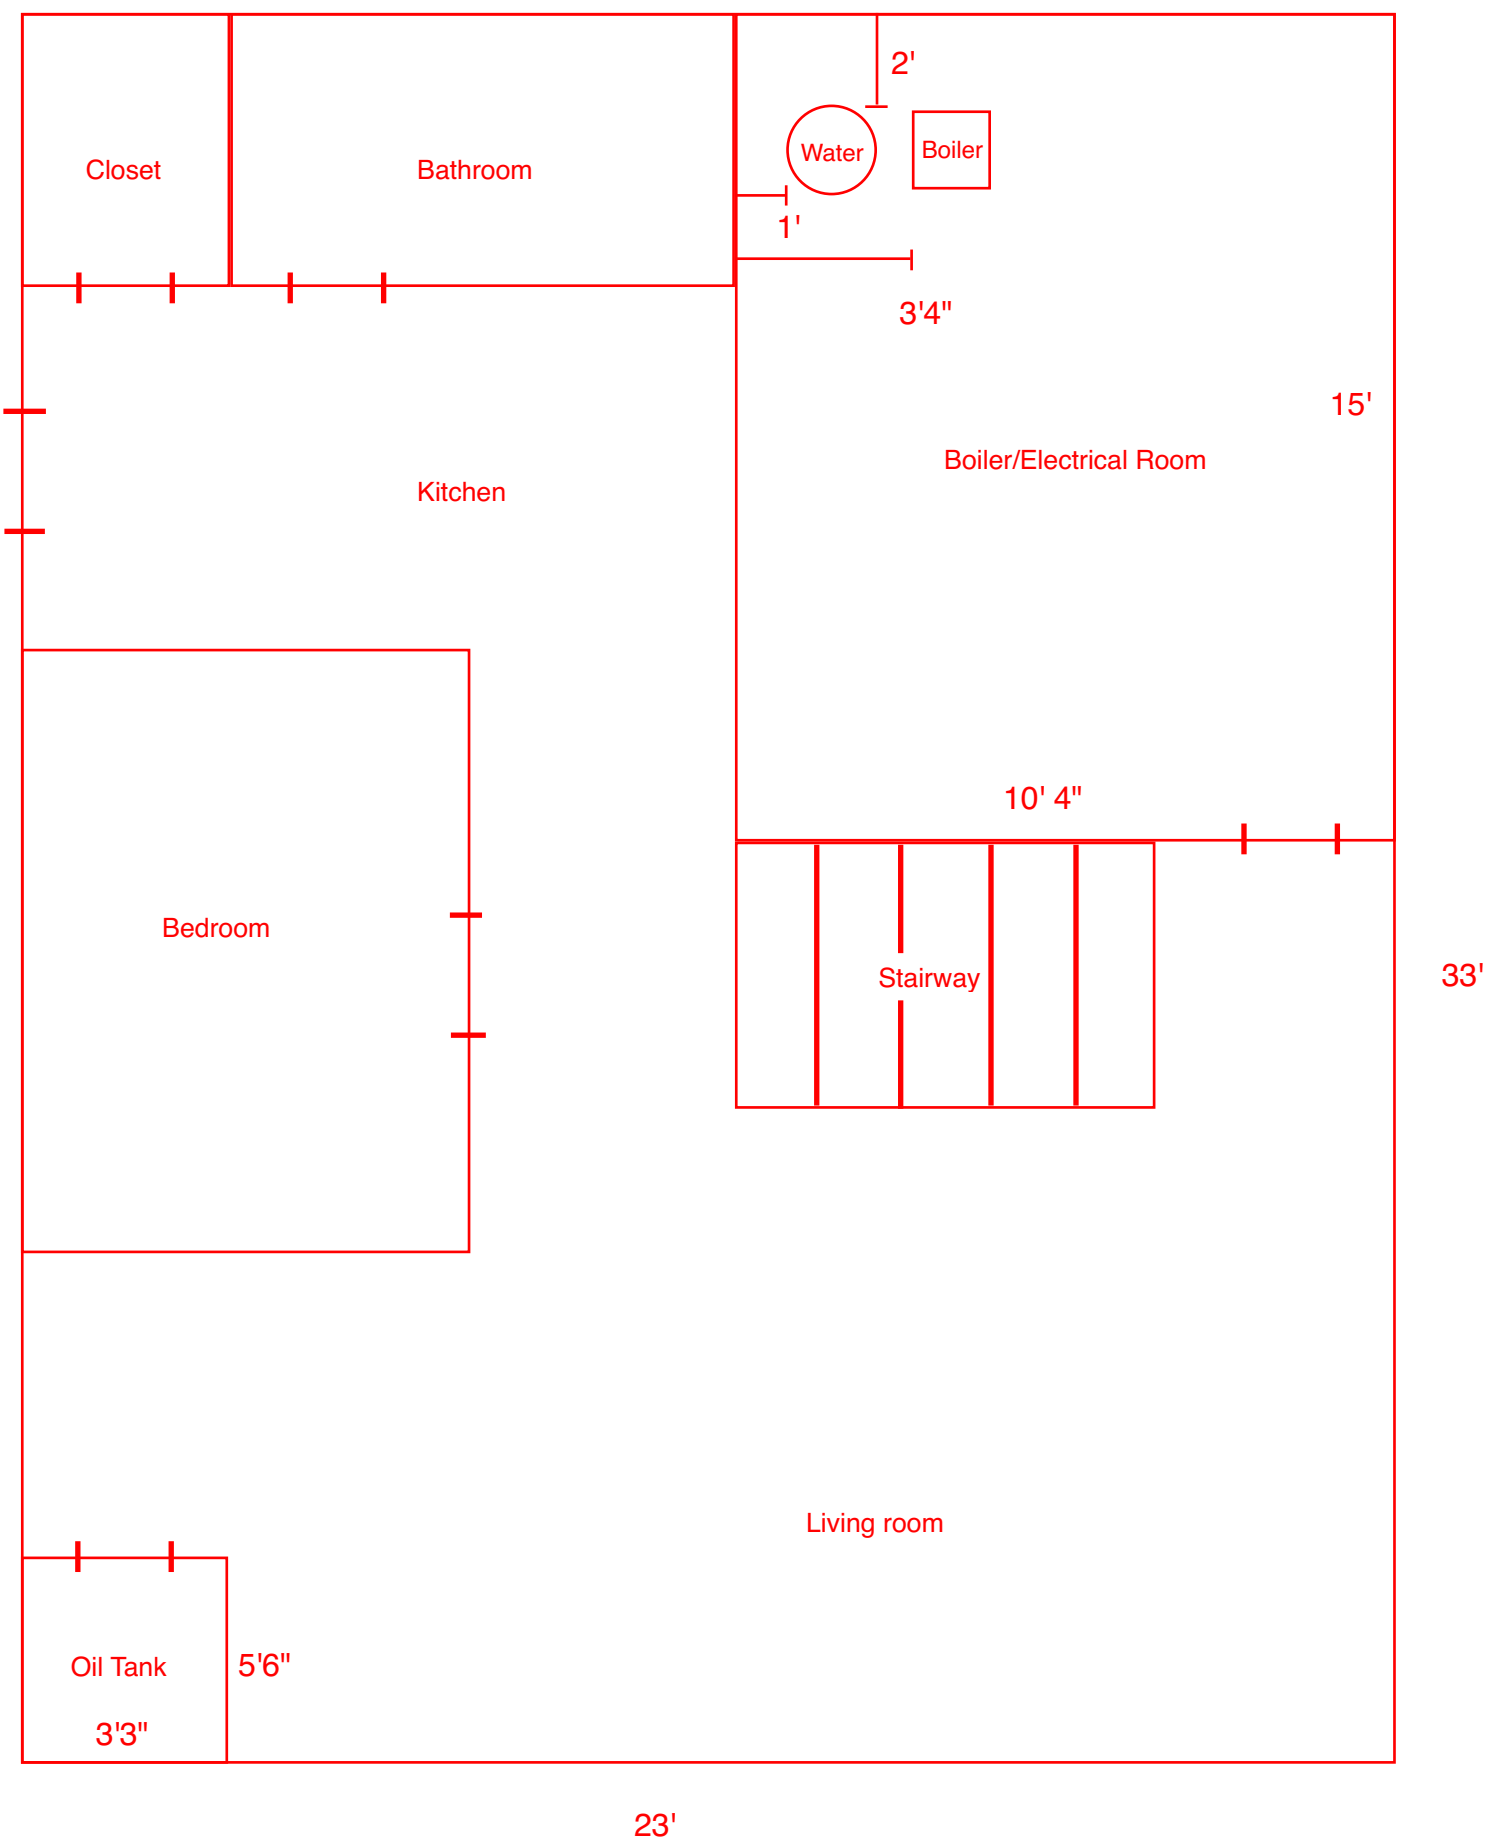 2'
Closet
Bathroom
Water
Boiler
1'
3'4"
15'
Boiler/Electrical Room
Kitchen
10' 4"
Bedroom
Stairway
33'
Living room
Oil Tank
5'6"
3'3"
23'